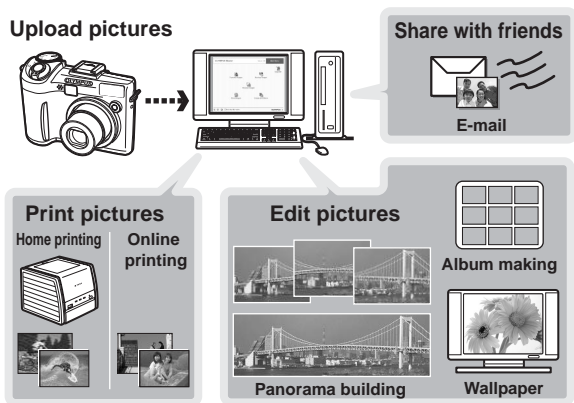 Upload pictures
OLYMPUS
Share with friends
E-mail
Print pictures
Home printing
Online
printing
Edit pictures
Panorama building
Album making
Wallpaper